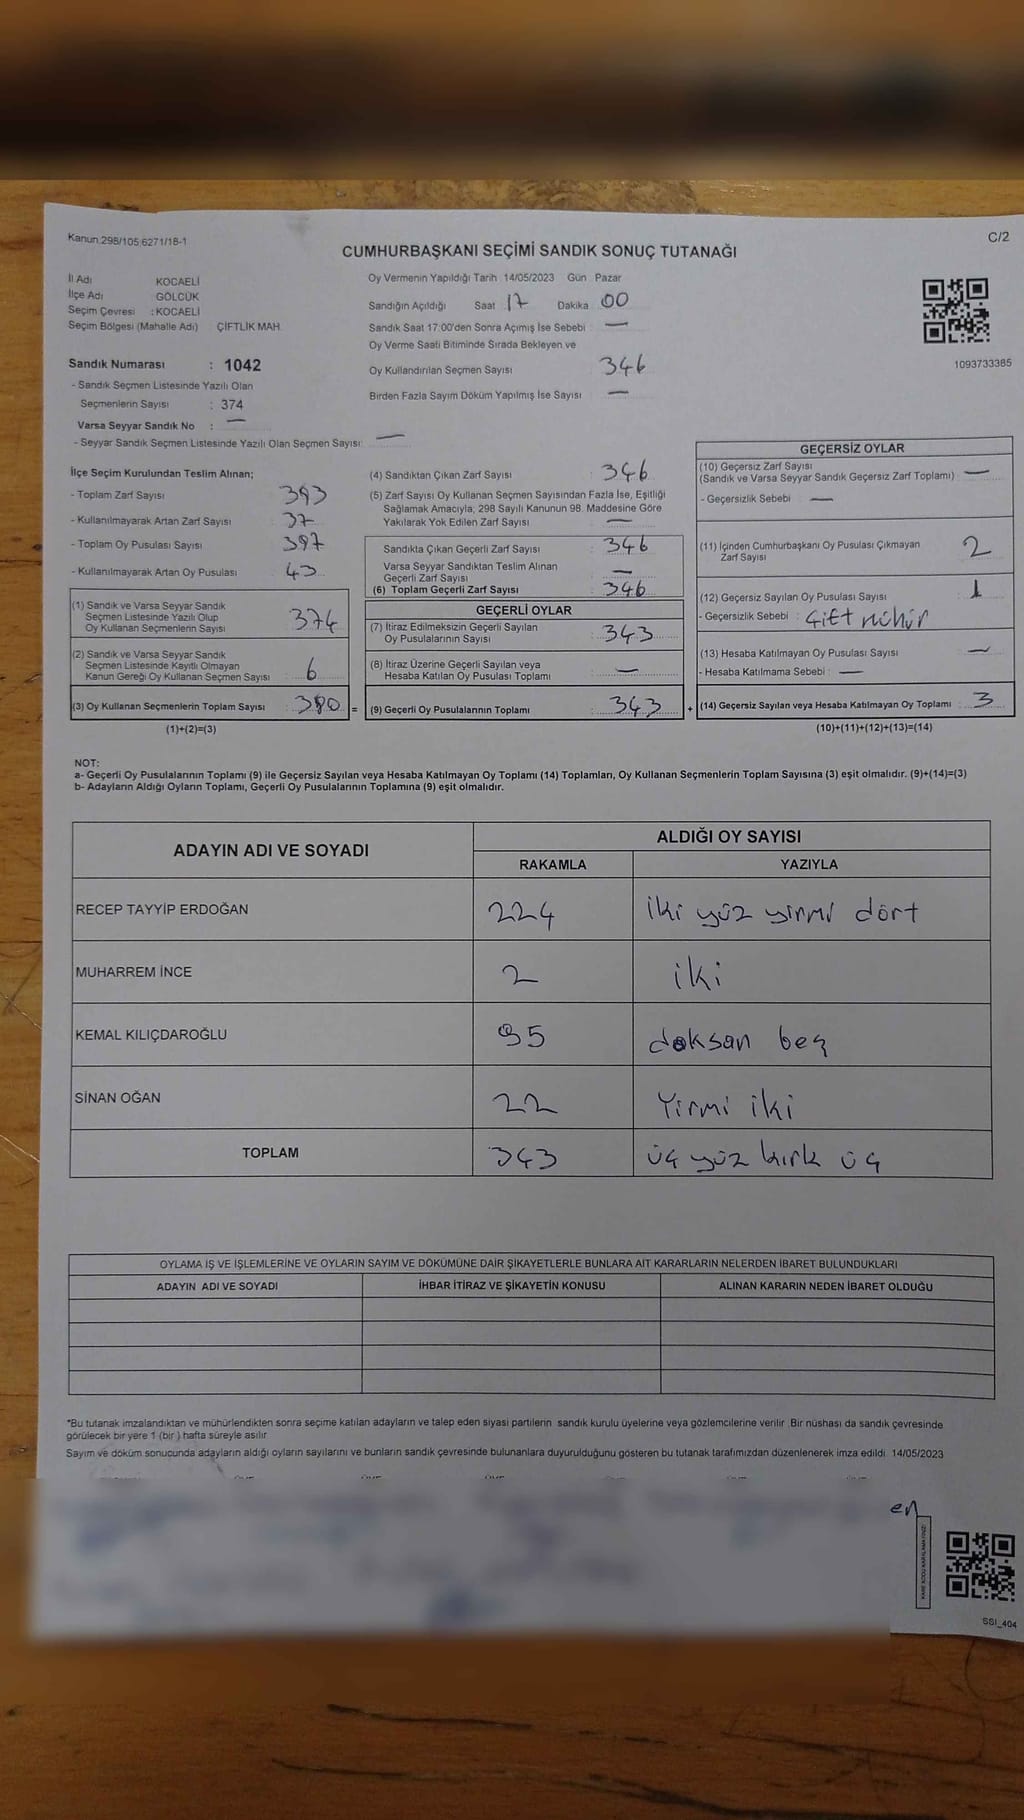 Kanun 298/105 6271/18-1
C/2
CUMHURBAŞKANI SEÇİMİ SANDIK SONUÇ TUTANAĞI
İl Adı KOCAELİ
İlçe Adı GÖLCÜK
Seçim Çevresi : KOCAELİ
Seçim Bölgesi (Mahalle Adı) : ÇİFTLİK MAH.
Sandık Numarası : 1042
- Sandık Seçmen Listesinde Yazılı Olan
Seçmenlerin Sayısı : 374
Varsa Seyyar Sandık No : —
- Seyyar Sandık Seçmen Listesinde Yazılı Olan Seçmen Sayısı: —
Oy Vermenin Yapıldığı Tarih 14/05/2023 Gün Pazar
Sandığın Açıldığı Saat 17 Dakika 00
Sandık Saat 17:00'den Sonra Açımış İse Sebebi : —
Oy Verme Saati Bitiminde Sırada Bekleyen ve
Oy Kullandırılan Seçmen Sayısı 346
Birden Fazla Sayım Döküm Yapılmış İse Sayısı —
1093733385
İlçe Seçim Kurulundan Teslim Alınan;
- Toplam Zarf Sayısı 393
- Kullanılmayarak Artan Zarf Sayısı : 37
- Toplam Oy Pusulası Sayısı : 397
- Kullanılmayarak Artan Oy Pusulası : 43
(1) Sandık ve Varsa Seyyar Sandık
Seçmen Listesinde Yazılı Olup
Oy Kullanan Seçmenlerin Sayısı 374
(2) Sandık ve Varsa Seyyar Sandık
Seçmen Listesinde Kayıtlı Olmayan
Kanun Gereği Oy Kullanan Seçmen Sayısı 6
(3) Oy Kullanan Seçmenlerin Toplam Sayısı : 380 =
(1)+(2)=(3)
(4) Sandıktan Çıkan Zarf Sayısı : 346
(5) Zarf Sayısı Oy Kullanan Seçmen Sayısından Fazla İse, Eşitliği
Sağlamak Amacıyla; 298 Sayılı Kanunun 98. Maddesine Göre
Yakılarak Yok Edilen Zarf Sayısı : —
Sandıkta Çıkan Geçerli Zarf Sayısı : 346
Varsa Seyyar Sandıktan Teslim Alınan
Geçerli Zarf Sayısı —
(6) Toplam Geçerli Zarf Sayısı : 346
GEÇERLİ OYLAR
(7) İtiraz Edilmeksizin Geçerli Sayılan
Oy Pusulalarının Sayısı : 343
(8) İtiraz Üzerine Geçerli Sayılan veya
Hesaba Katılan Oy Pusulası Toplamı : —
(9) Geçerli Oy Pusulalarının Toplamı : 343 +
GEÇERSİZ OYLAR
(10) Geçersiz Zarf Sayısı
(Sandık ve Varsa Seyyar Sandık Geçersiz Zarf Toplamı) : —
- Geçersizlik Sebebi : —
(11) İçinden Cumhurbaşkanı Oy Pusulası Çıkmayan
Zarf Sayısı 2
(12) Geçersiz Sayılan Oy Pusulası Sayısı : 1
- Geçersizlik Sebebi : Çift mühür
(13) Hesaba Katılmayan Oy Pusulası Sayısı : —
- Hesaba Katılmama Sebebi : —
(14) Geçersiz Sayılan veya Hesaba Katılmayan Oy Toplamı : 3
(10)+(11)+(12)+(13)=(14)
NOT:
a- Geçerli Oy Pusulalarının Toplamı (9) ile Geçersiz Sayılan veya Hesaba Katılmayan Oy Toplamı (14) Toplamları, Oy Kullanan Seçmenlerin Toplam Sayısına (3) eşit olmalıdır. (9)+(14)=(3)
b- Adayların Aldığı Oyların Toplamı, Geçerli Oy Pusulalarının Toplamına (9) eşit olmalıdır.
ADAYIN ADI VE SOYADI
ALDIĞI OY SAYISI
RAKAMLA YAZIYLA
RECEP TAYYİP ERDOĞAN 224 iki yüz yirmi dört
MUHARREM İNCE 2 iki
KEMAL KILIÇDAROĞLU 95 doksan beş
SİNAN OĞAN 22 Yirmi iki
TOPLAM 343 üç yüz kırk üç
OYLAMA İŞ VE İŞLEMLERİNE VE OYLARIN SAYIM VE DÖKÜMÜNE DAİR ŞİKAYETLERLE BUNLARA AİT KARARLARIN NELERDEN İBARET BULUNDUKLARI
ADAYIN ADI VE SOYADI İHBAR İTİRAZ VE ŞİKAYETİN KONUSU ALINAN KARARIN NEDEN İBARET OLDUĞU
*Bu tutanak imzalandıktan ve mühürlendikten sonra seçime katılan adayların ve talep eden siyasi partilerin sandık kurulu üyelerine veya gözlemcilerine verilir. Bir nüshası da sandık çevresinde
görülecek bir yere 1 (bir ) hafta süreyle asılır
Sayım ve döküm sonucunda adayların aldığı oyların sayılarını ve bunların sandık çevresinde bulunanlara duyurulduğunu gösteren bu tutanak tarafımızdan düzenlenerek imza edildi. 14/05/2023
en
SSI_404